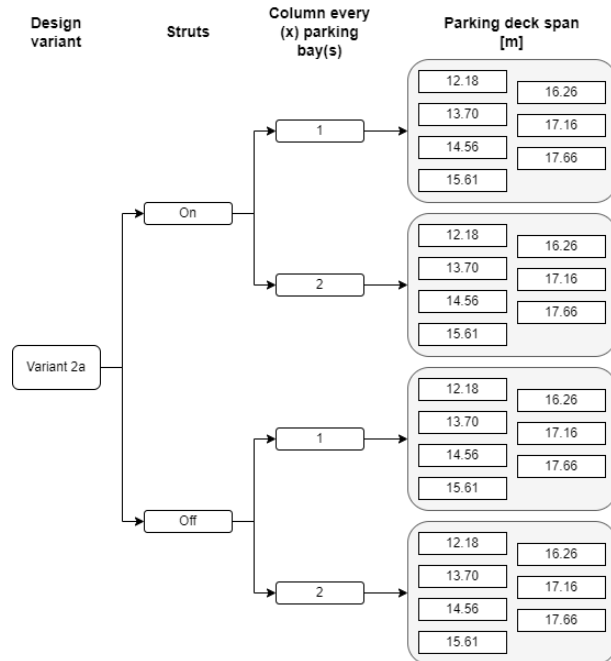 Design
variant
Struts
Column every
(x) parking
bay(s)
Parking deck span
[m]
Variant 2a
On
1
12.18
13.70
14.56
15.61
16.26
17.16
17.66
2
12.18
13.70
14.56
15.61
16.26
17.16
17.66
Off
1
12.18
13.70
14.56
15.61
16.26
17.16
17.66
2
12.18
13.70
14.56
15.61
16.26
17.16
17.66